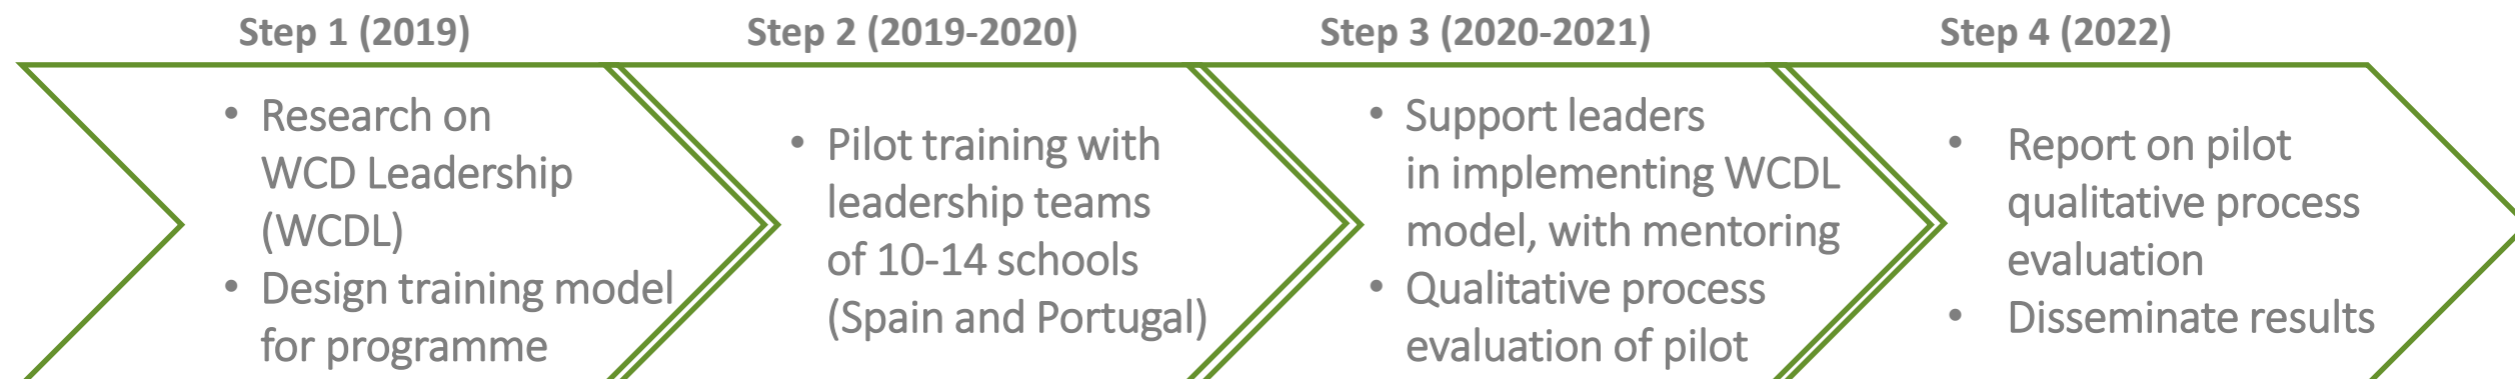 Step 1 (2019)
• Research on
WCD Leadership
(WCDL)
• Design training model
for programme
Step 2 (2019-2020)
• Pilot training with
leadership teams
of 10-14 schools
(Spain and Portugal)
Step 3 (2020-2021)
• Support leaders
in implementing WCDL
model, with mentoring
• Qualitative process
evaluation of pilot
Step 4 (2022)
• Report on pilot
qualitative process
evaluation
• Disseminate results